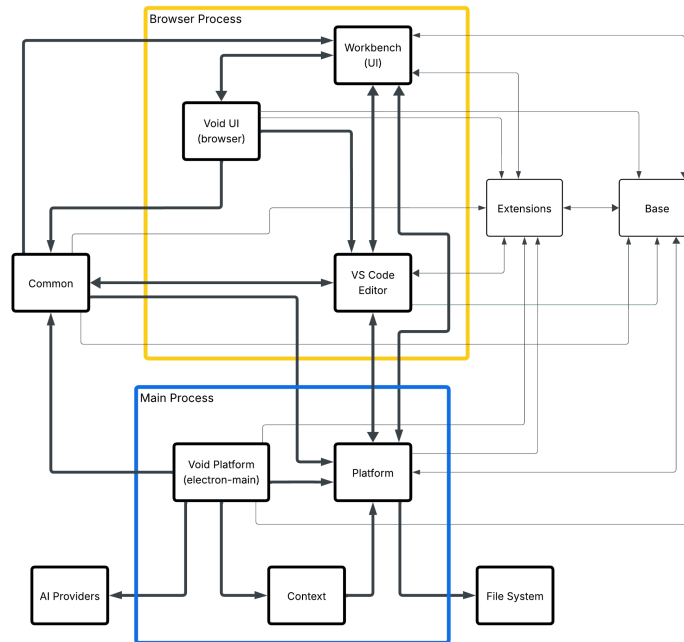 Browser Process
Workbench
(UI)
Void UI
(browser)
Extensions
Base
Common
VS Code
Editor
Main Process
Void Platform
(electron-main)
Platform
AI Providers
Context
File System